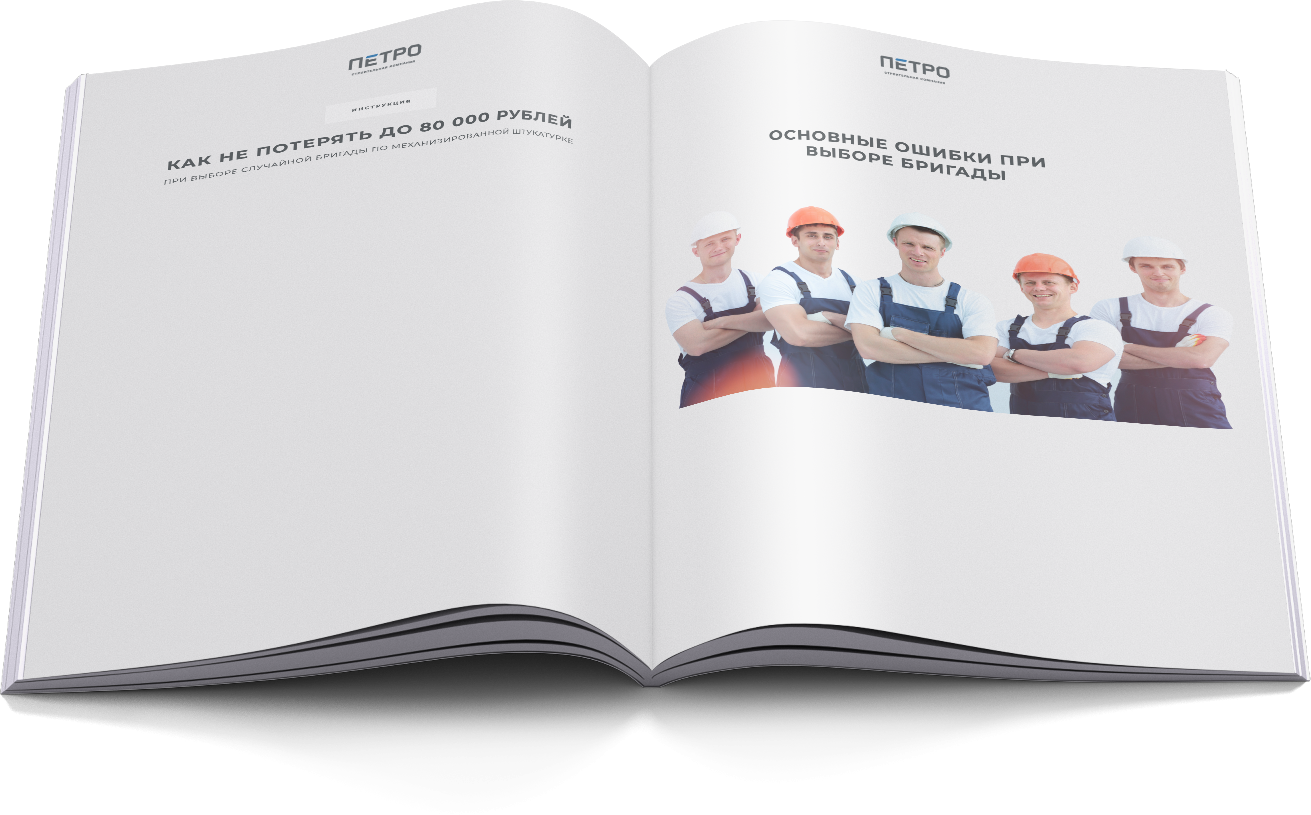 ПЕТРО
СТРОИТЕЛЬНАЯ КОМПАНИЯ
ИНСТРУКЦИЯ
КАК НЕ ПОТЕРЯТЬ ДО 80 000 РУБЛЕЙ
ПРИ ВЫБОРЕ СЛУЧАЙНОЙ БРИГАДЫ ПО МЕХАНИЗИРОВАННОЙ ШТУКАТУРКЕ
ПЕТРО
СТРОИТЕЛЬНАЯ КОМПАНИЯ
ОСНОВНЫЕ ОШИБКИ ПРИ
ВЫБОРЕ БРИГАДЫ